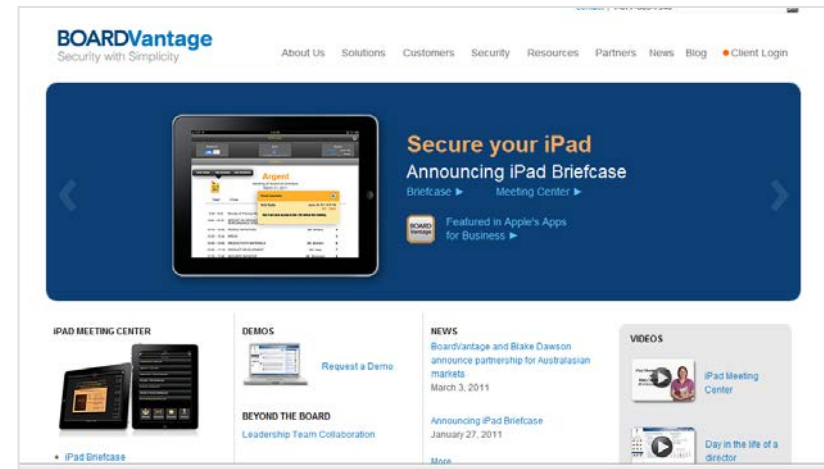 BOARDVantage
Security with Simplicity
About Us Solutions Customers Security Resources Partners News Blog Client Login
Secure your iPad
Announcing iPad Briefcase
Briefcase ► Meeting Center ►
BOARD
Vantage
Featured in Apple's Apps
for Business ►
Argent
iPAD MEETING CENTER
• iPad Briefcase
DEMOS
Request a Demo
BEYOND THE BOARD
Leadership Team Collaboration
NEWS
BoardVantage and Blake Dawson
announce partnership for Australasian
markets
March 3, 2011
Announcing iPad Briefcase
January 27, 2011
More
VIDEOS
iPad Meeting
Center
Day in the life of a
director